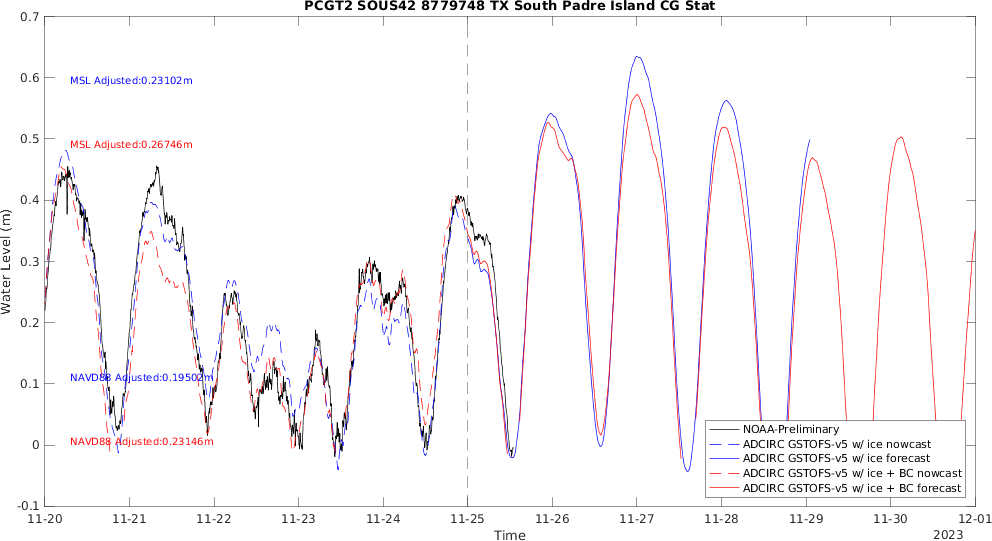 PCGT2 SOUS42 8779748 TX South Padre Island CG Stat
0.7
0.6
0.5
0.4
0.3
0.2
0.1
0
-0.1
Water Level (m)
MSL Adjusted:0.23102m
MSL Adjusted:0.26746m
NAVD88 Adjusted:0.19502m
NAVD88 Adjusted:0.23146m
NOAA-Preliminary
ADCIRC GSTOFS-v5 w/ ice nowcast
ADCIRC GSTOFS-v5 w/ ice forecast
ADCIRC GSTOFS-v5 w/ ice + BC nowcast
ADCIRC GSTOFS-v5 w/ ice + BC forecast
11-20 11-21 11-22 11-23 11-24 11-25 11-26 11-27 11-28 11-29 11-30 12-01
Time
2023